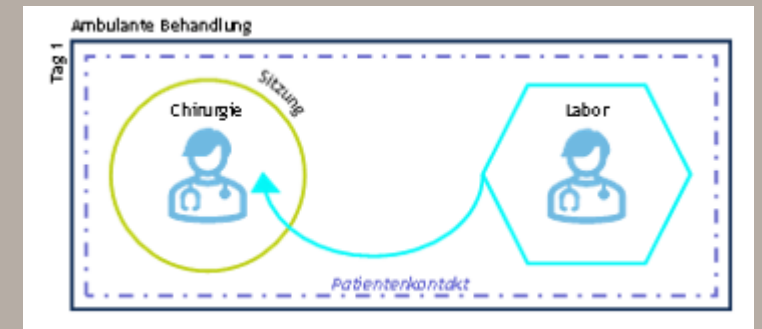 Ambulante Behandlung
Tag 1
Sitzung
Chirurgie
Labor
Patientenkontakt